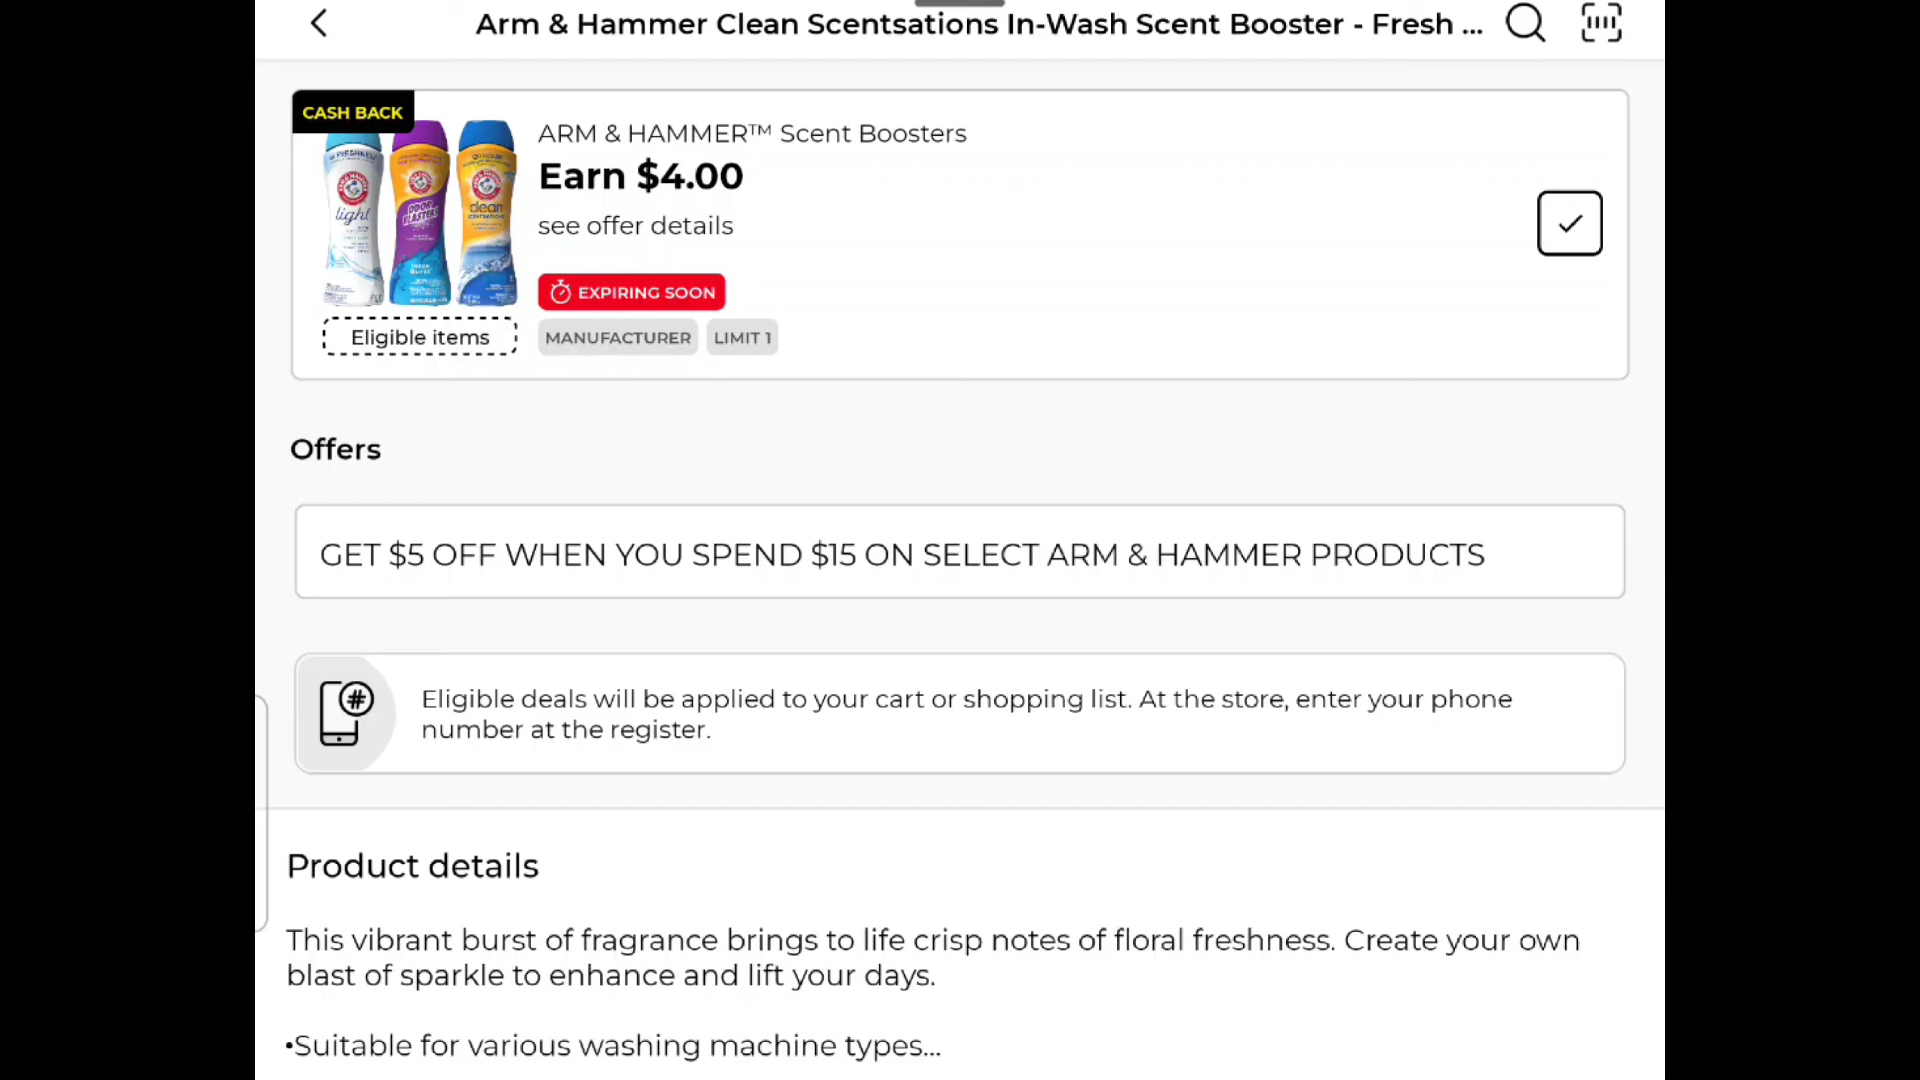 Arm & Hammer Clean Scentsations In-Wash Scent Booster - Fresh ...
CASH BACK
ARM & HAMMER™ Scent Boosters
Earn $4.00
see offer details
light
ODOR
BLASTERS
clean
EXPIRING SOON
Eligible items
MANUFACTURER
LIMIT 1
Offers
GET $5 OFF WHEN YOU SPEND $15 ON SELECT ARM & HAMMER PRODUCTS
#
Eligible deals will be applied to your cart or shopping list. At the store, enter your phone
number at the register.
Product details
This vibrant burst of fragrance brings to life crisp notes of floral freshness. Create your own
blast of sparkle to enhance and lift your days.
•Suitable for various washing machine types...